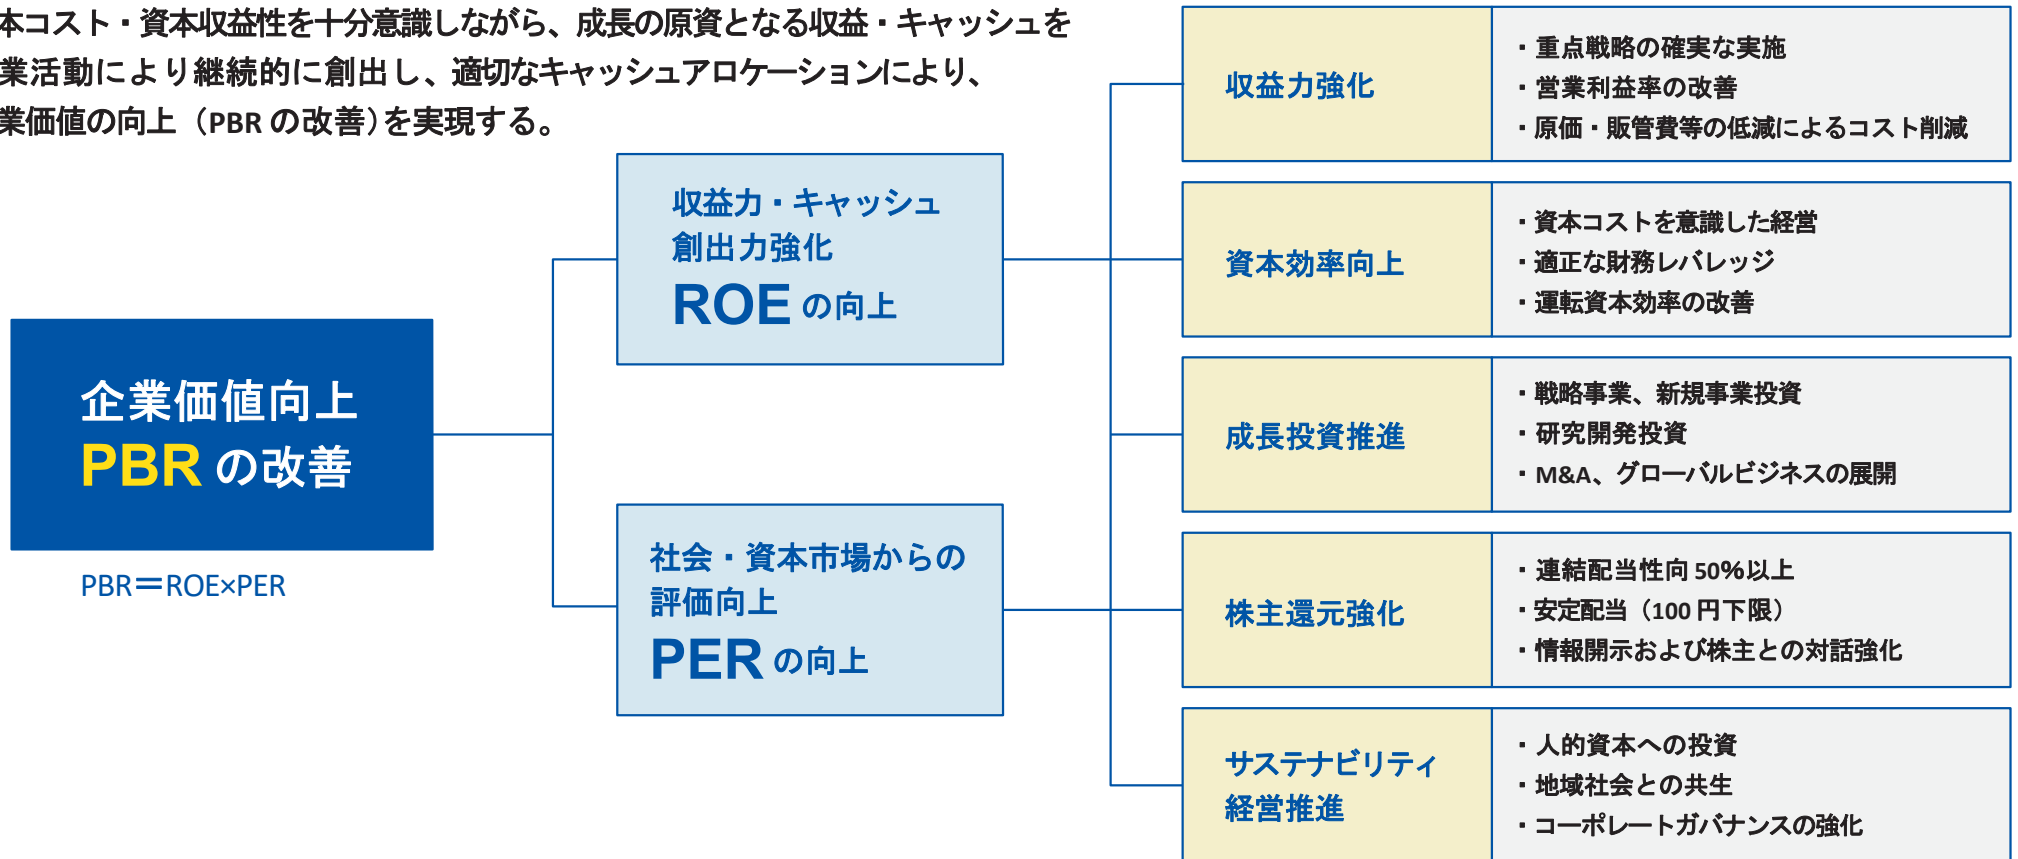 本コスト・資本収益性を十分意識しながら、成長の原資となる収益・キャッシュを
業活動により継続的に創出し、適切なキャッシュアロケーションにより、
業価値の向上（PBR の改善）を実現する。
企業価値向上
PBR の改善
PBR＝ROE×PER
収益力・キャッシュ
創出力強化
ROE の向上
社会・資本市場からの
評価向上
PER の向上
収益力強化
・重点戦略の確実な実施
・営業利益率の改善
・原価・販管費等の低減によるコスト削減
資本効率向上
・資本コストを意識した経営
・適正な財務レバレッジ
・運転資本効率の改善
成長投資推進
・戦略事業、新規事業投資
・研究開発投資
・M&A、グローバルビジネスの展開
株主還元強化
・連結配当性向 50%以上
・安定配当（100 円下限）
・情報開示および株主との対話強化
サステナビリティ
経営推進
・人的資本への投資
・地域社会との共生
・コーポレートガバナンスの強化